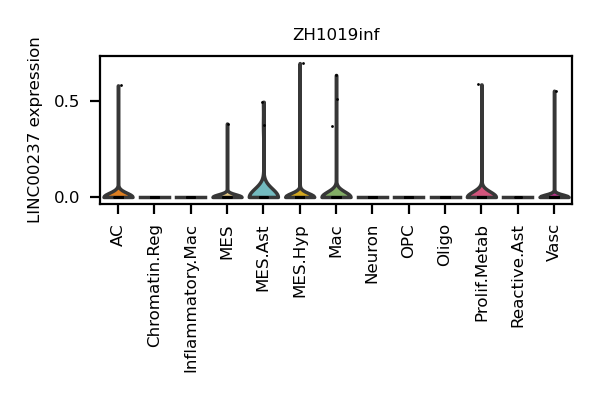 ZH1019inf
LINC00237 expression
0.5
0.0
AC
Chromatin.Reg
Inflammatory.Mac
MES
MES.Ast
MES.Hyp
Mac
Neuron
OPC
Oligo
Prolif.Metab
Reactive.Ast
Vasc